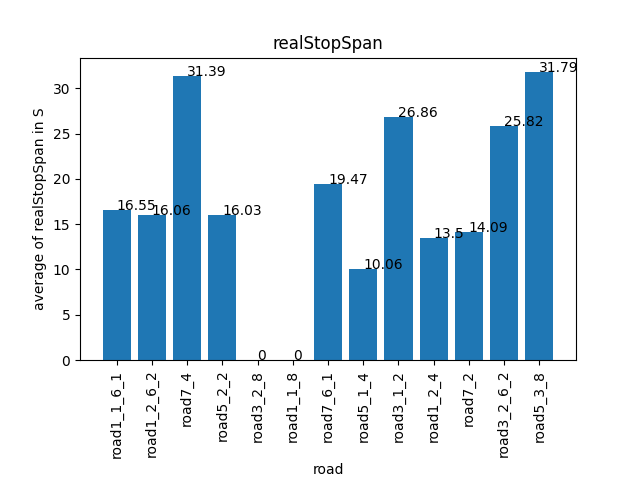 realStopSpan
average of realStopSpan in S
30
25
20
15
10
5
0
16.55
16.06
31.39
16.03
0
0
19.47
10.06
26.86
13.5
14.09
25.82
31.79
road1_1_6_1
road1_2_6_2
road7_4
road5_2_2
road3_2_8
road1_1_8
road7_6_1
road5_1_4
road3_1_2
road1_2_4
road7_2
road3_2_6_2
road5_3_8
road